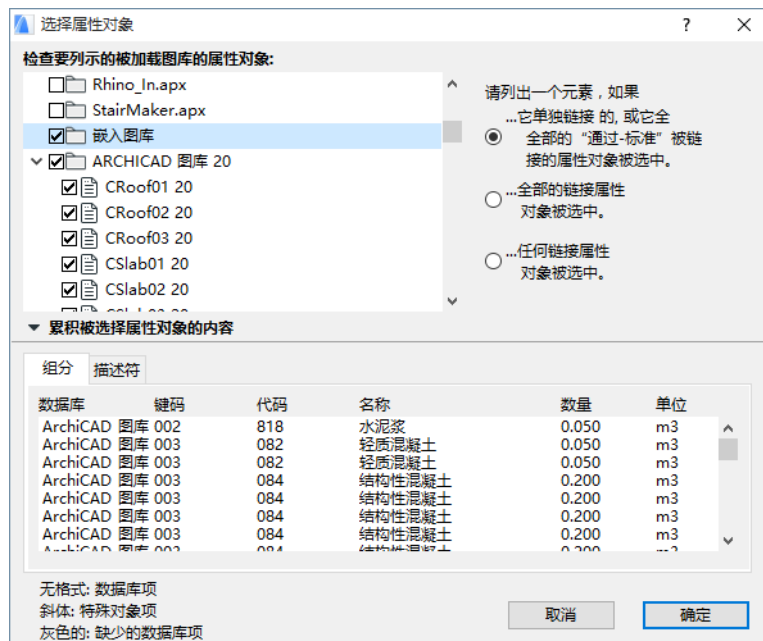 选择属性对象
检查要列示的被加载图库的属性对象:
Rhino_In.apx
StairMaker.apx
嵌入图库
ARCHICAD 图库 20
CRoof01 20
CRoof02 20
CRoof03 20
CSlab01 20
CSlab02 20
请列出一个元素，如果
...它单独链接 的, 或它全
全部的“通过-标准”被链
接的属性对象被选中。
...全部的链接属性
对象被选中。
...任何链接属性
对象被选中。
累积被选择属性对象的内容
组分 描述符
数据库 键码 代码 名称 数量 单位
ArchiCAD 图库 002 818 水泥浆 0.050 m3
ArchiCAD 图库 003 082 轻质混凝土 0.050 m3
ArchiCAD 图库 003 082 轻质混凝土 0.050 m3
ArchiCAD 图库 003 084 结构性混凝土 0.200 m3
ArchiCAD 图库 003 084 结构性混凝土 0.200 m3
ArchiCAD 图库 003 084 结构性混凝土 0.200 m3
ArchiCAD 图库 003 084 结构性混凝土 0.200 m3
无格式: 数据库项
斜体: 特殊对象项
灰色的: 缺少的数据库项
取消 确定